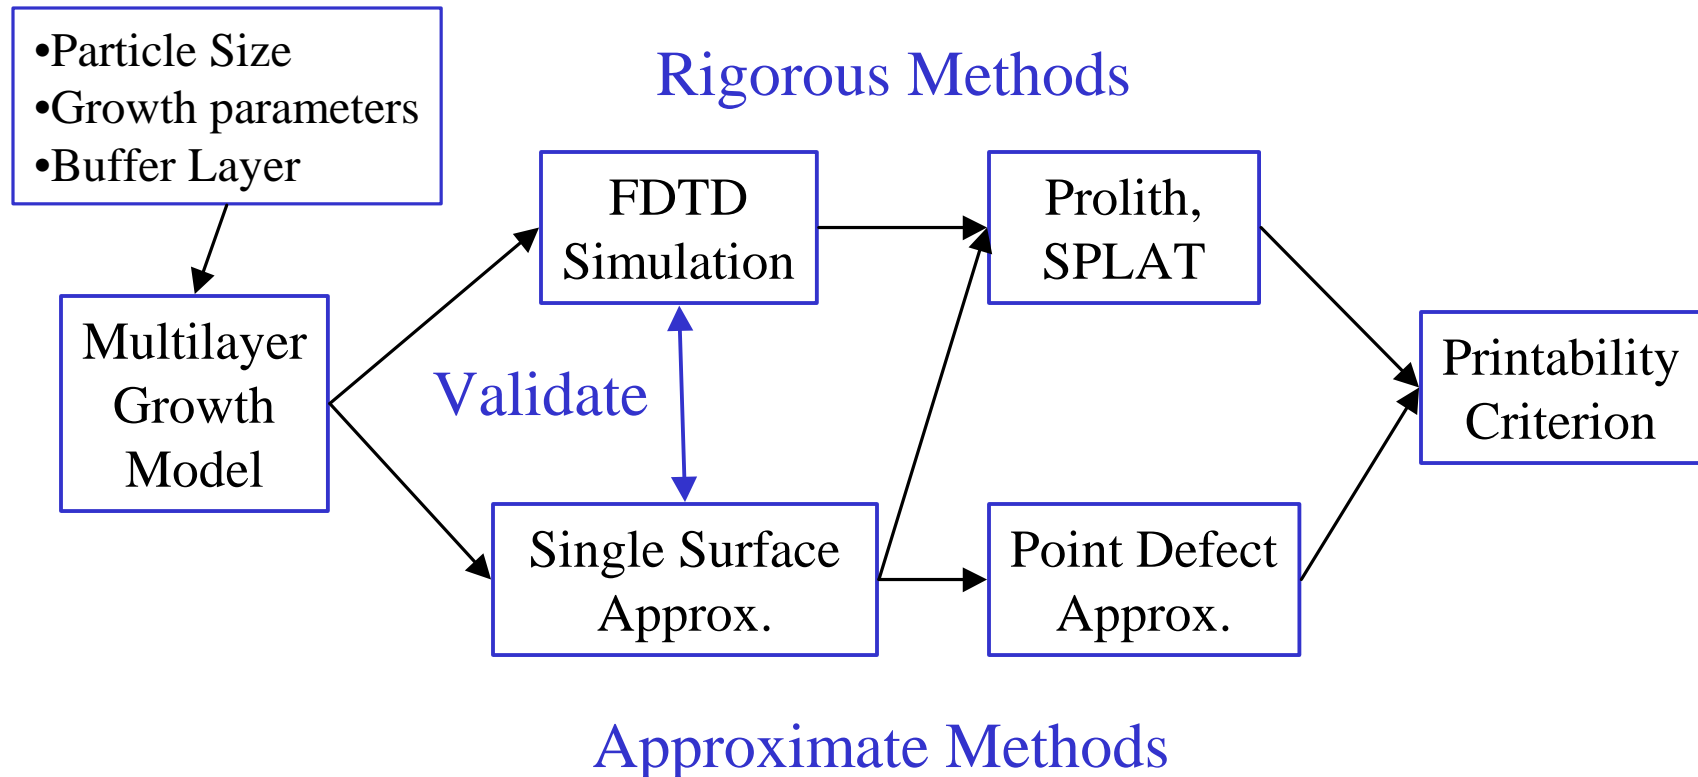 •Particle Size
•Growth parameters
•Buffer Layer
Rigorous Methods
FDTD
Simulation
Prolith,
SPLAT
Multilayer
Growth
Model
Validate
Printability
Criterion
Single Surface
Approx.
Point Defect
Approx.
Approximate Methods